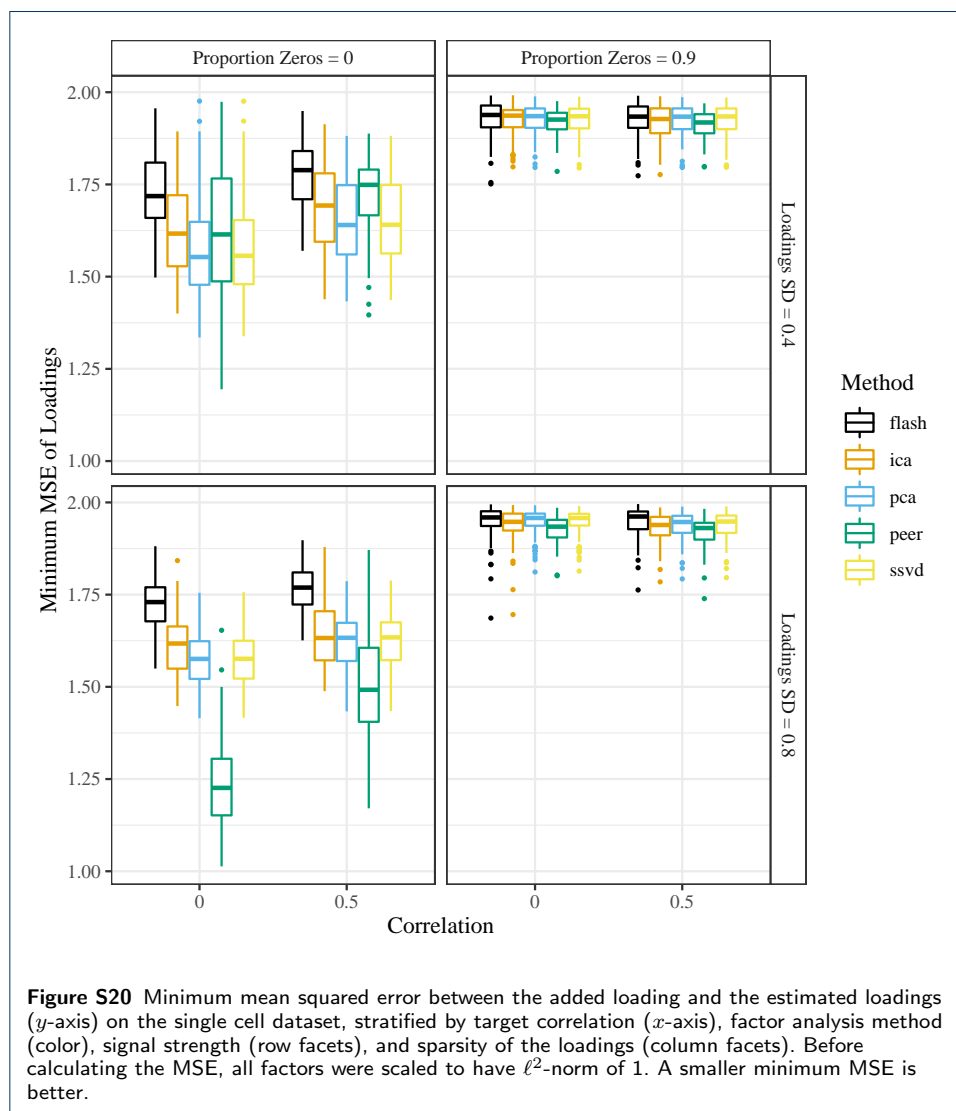 Proportion Zeros = 0
Proportion Zeros = 0.9
Minimum MSE of Loadings
2.00
1.75
1.50
1.25
1.00
Loadings SD = 0.4
2.00
1.75
1.50
1.25
1.00
Loadings SD = 0.8
0
0.5
0
0.5
Correlation
Method
flash
ica
pca
peer
ssvd
Figure S20 Minimum mean squared error between the added loading and the estimated loadings
(y-axis) on the single cell dataset, stratified by target correlation (x-axis), factor analysis method
(color), signal strength (row facets), and sparsity of the loadings (column facets). Before
calculating the MSE, all factors were scaled to have ℓ²-norm of 1. A smaller minimum MSE is
better.